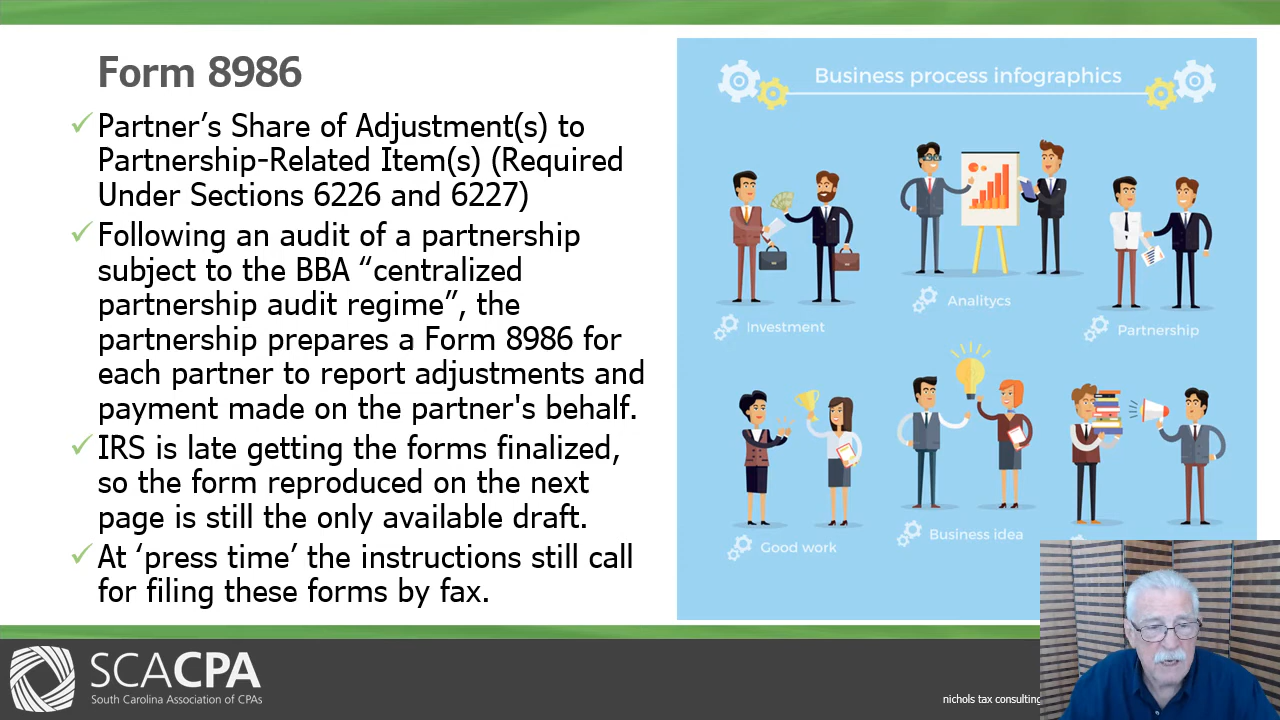 Form 8986
Partner's Share of Adjustment(s) to
Partnership-Related Item(s) (Required
Under Sections 6226 and 6227)
Following an audit of a partnership
subject to the BBA “centralized
partnership audit regime”, the
partnership prepares a Form 8986 for
each partner to report adjustments and
payment made on the partner's behalf.
IRS is late getting the forms finalized,
so the form reproduced on the next
page is still the only available draft.
At ‘press time’ the instructions still call
for filing these forms by fax.
Business process infographics
Investment
Analitycs
Partnership
Good work
Business idea
SCACPA
South Carolina Association of CPAs
nichols tax consulting